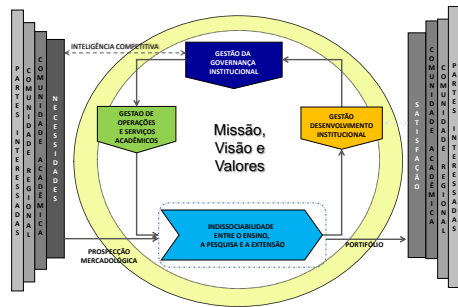 PARTES INTERESSADAS
COMUNIDADE REGIONAL
COMUNIDADE ACADÊMICA
NECESSIDADES
INTELIGÊNCIA COMPETITIVA
GESTÃO DA
GOVERNANÇA
INSTITUCIONAL
GESTAO DE
OPERAÇÕES
E SERVIÇOS
ACADÊMICOS
Missão,
Visão e
Valores
GESTÃO
DESENVOLVIMENTO
INSTITUCIONAL
INDISSOCIABILIDADE
ENTRE O ENSINO,
A PESQUISA E A EXTENSÃO
PROSPECÇÃO
MERCADOLÓGICA
PORTIFÓLIO
SATISFAÇÃO
COMUNIDADE ACADÊMICA
COMUNIDADE REGIONAL
PARTES INTERESSADAS